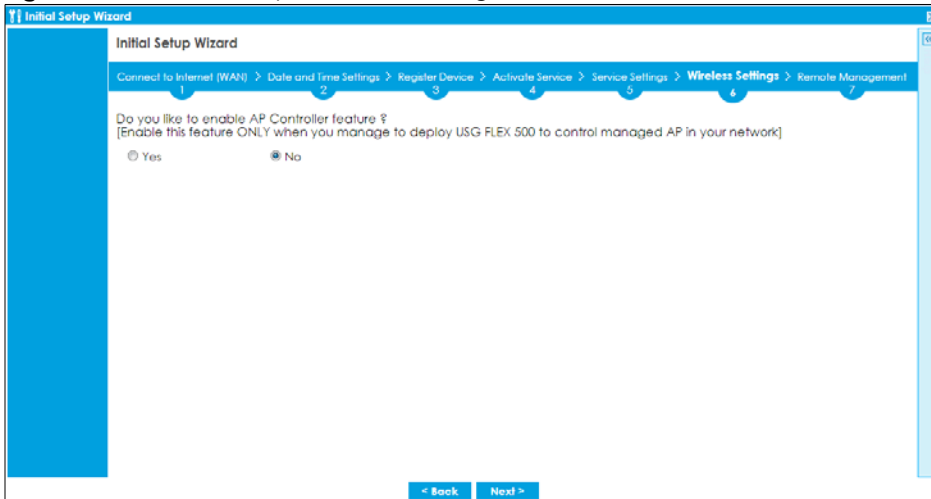 Initial Setup Wizard
Initial Setup Wizard
Connect to Internet (WAN) > Date and Time Settings > Register Device > Activate Service > Service Settings > Wireless Settings > Remote Management
1 2 3 4 5 6 7
Do you like to enable AP Controller feature ?
[Enable this feature ONLY when you manage to deploy USG FLEX 500 to control managed AP in your network]
Yes No
< Back Next >